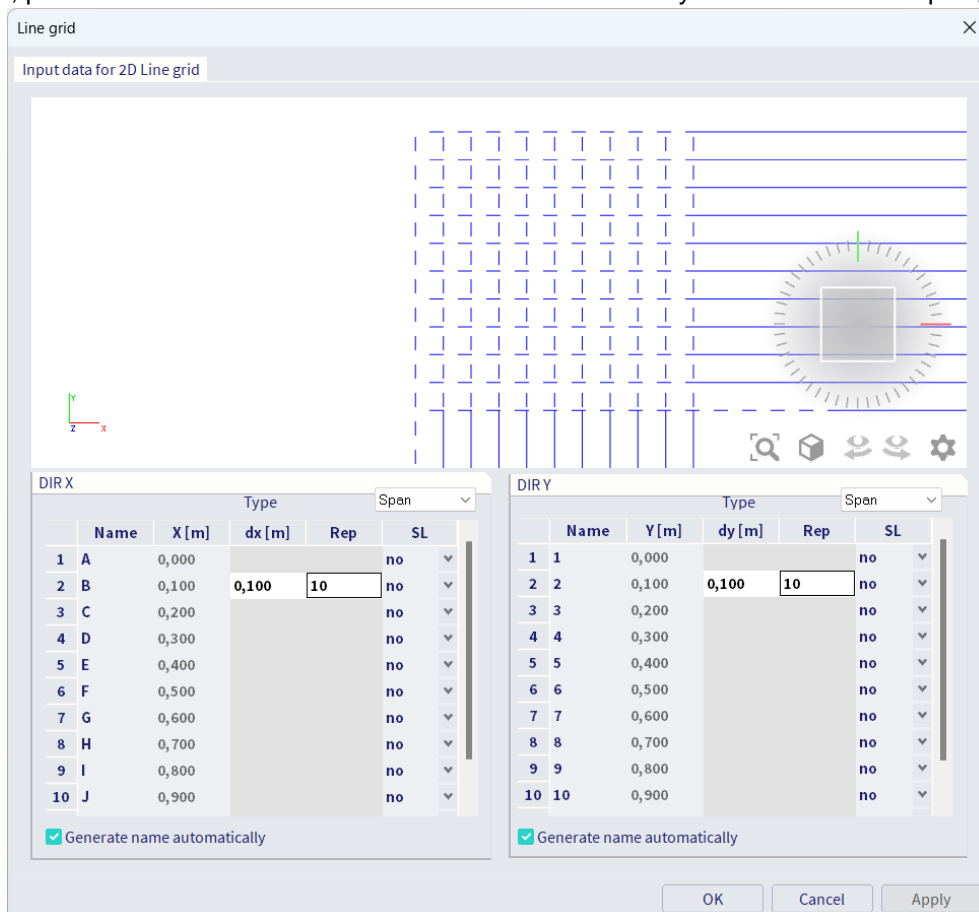 Line grid
Input data for 2D Line grid
Y
Z X
DIR X
Type Span
Name X [m] dx [m] Rep SL
1 A 0,000 no
2 B 0,100 0,100 10 no
3 C 0,200 no
4 D 0,300 no
5 E 0,400 no
6 F 0,500 no
7 G 0,600 no
8 H 0,700 no
9 I 0,800 no
10 J 0,900 no
Generate name automatically
DIR Y
Type Span
Name Y [m] dy [m] Rep SL
1 1 0,000 no
2 2 0,100 0,100 10 no
3 3 0,200 no
4 4 0,300 no
5 5 0,400 no
6 6 0,500 no
7 7 0,600 no
8 8 0,700 no
9 9 0,800 no
10 10 0,900 no
Generate name automatically
OK Cancel Apply